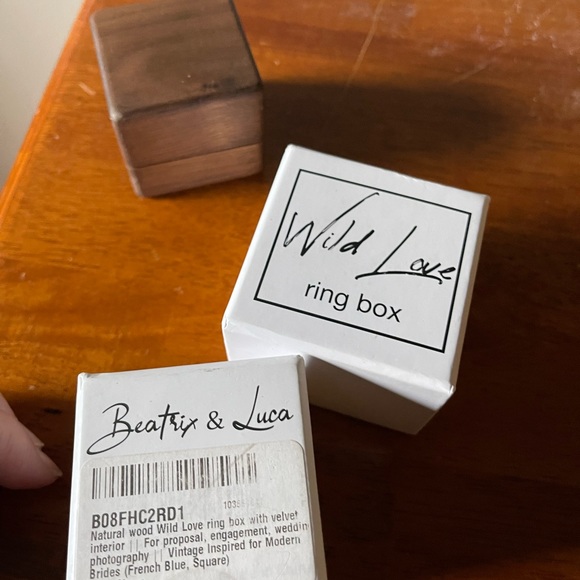 Wild Love
ring box
Beatrix & Luca
B08FHC2RD1
Natural wood Wild Love ring box with velvet
interior || For proposal, engagement,
photography || Vintage Inspired for Modern
Brides (French Blue, Square)